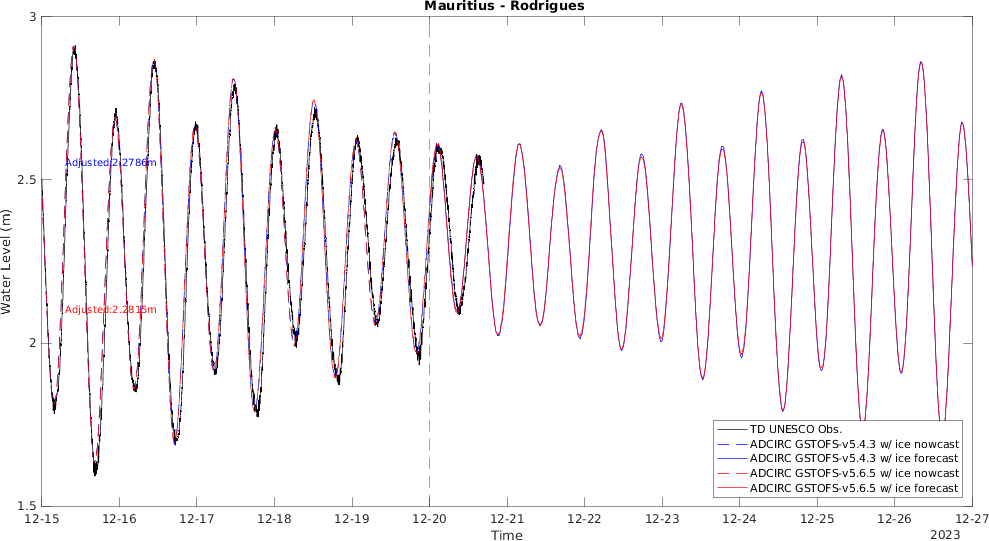 Mauritius - Rodrigues
3
2.5
2
1.5
Water Level (m)
Adjusted:2.2786m
Adjusted:2.2815m
TD UNESCO Obs.
ADCIRC GSTOFS-v5.4.3 w/ ice nowcast
ADCIRC GSTOFS-v5.4.3 w/ ice forecast
ADCIRC GSTOFS-v5.6.5 w/ ice nowcast
ADCIRC GSTOFS-v5.6.5 w/ ice forecast
12-15 12-16 12-17 12-18 12-19 12-20 12-21 12-22 12-23 12-24 12-25 12-26 12-27
Time
2023